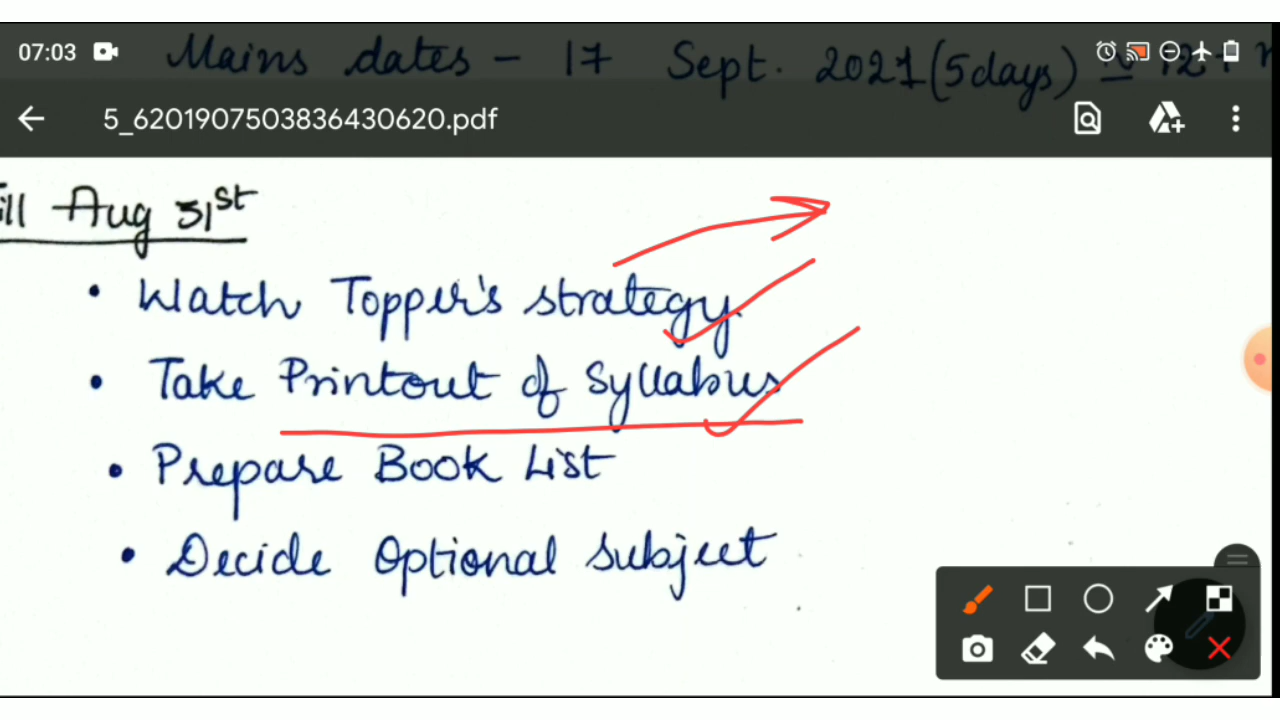 07:03
Mains dates - 17 Sept. 2021 (5days)
5_6201907503836430620.pdf
Aug 31st
• Watch Topper's strategy.
• Take Printout of Syllabus
• Prepare Book List
• Decide Optional Subject